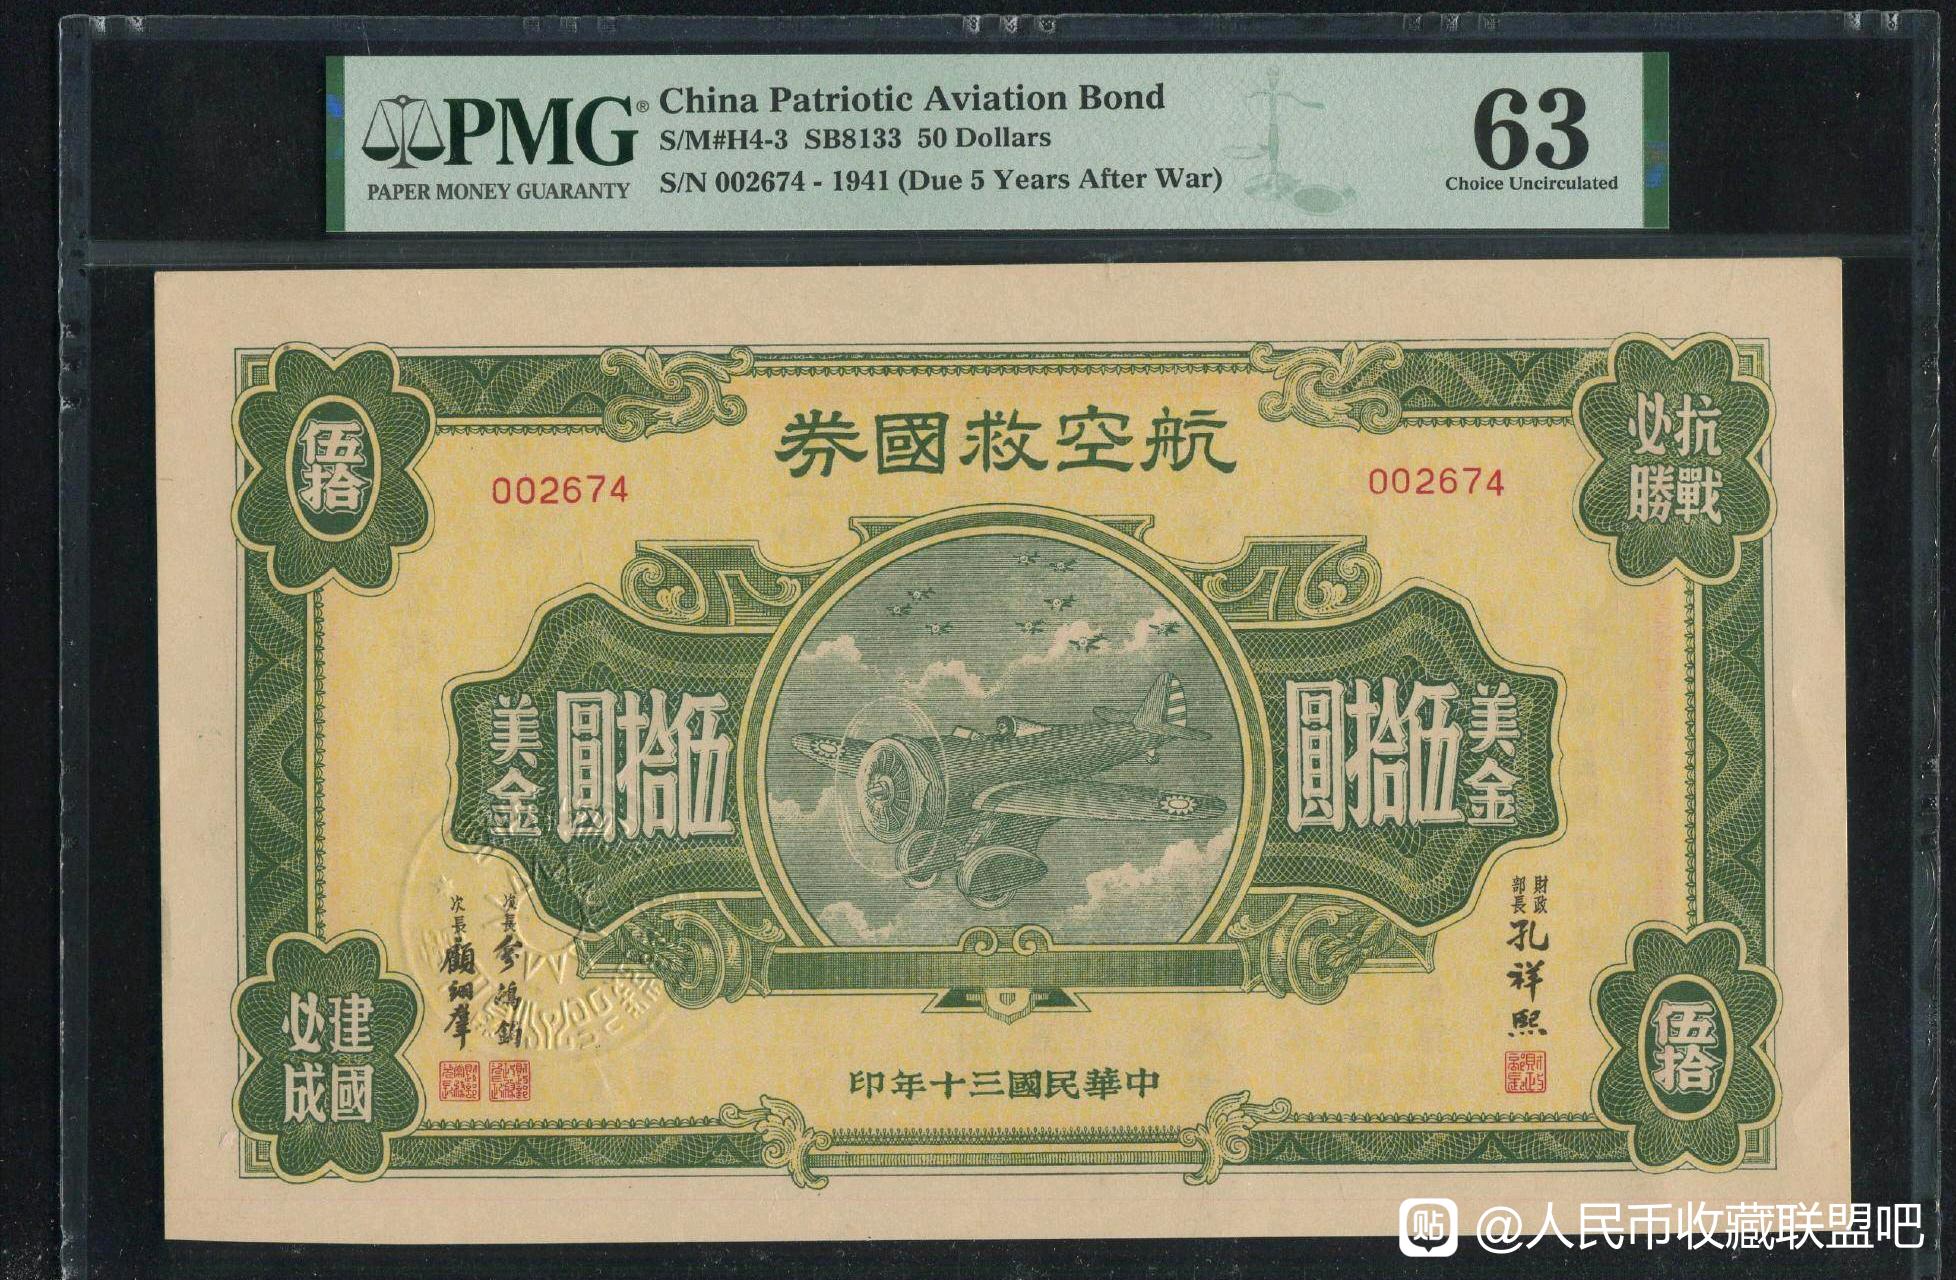 PMG®
PAPER MONEY GUARANTY
China Patriotic Aviation Bond
S/M#H4-3 SB8133 50 Dollars
S/N 002674 - 1941 (Due 5 Years After War)
63
Choice Uncirculated
航空救國券
伍拾
抗戰必勝
002674
002674
美金
伍拾圓
伍拾圓
美金
財政部長
孔祥熙
次長
鴻鈞
次長
顧翊羣
建國必成
伍拾
中華民國三十年印
贴 @人民币收藏联盟吧